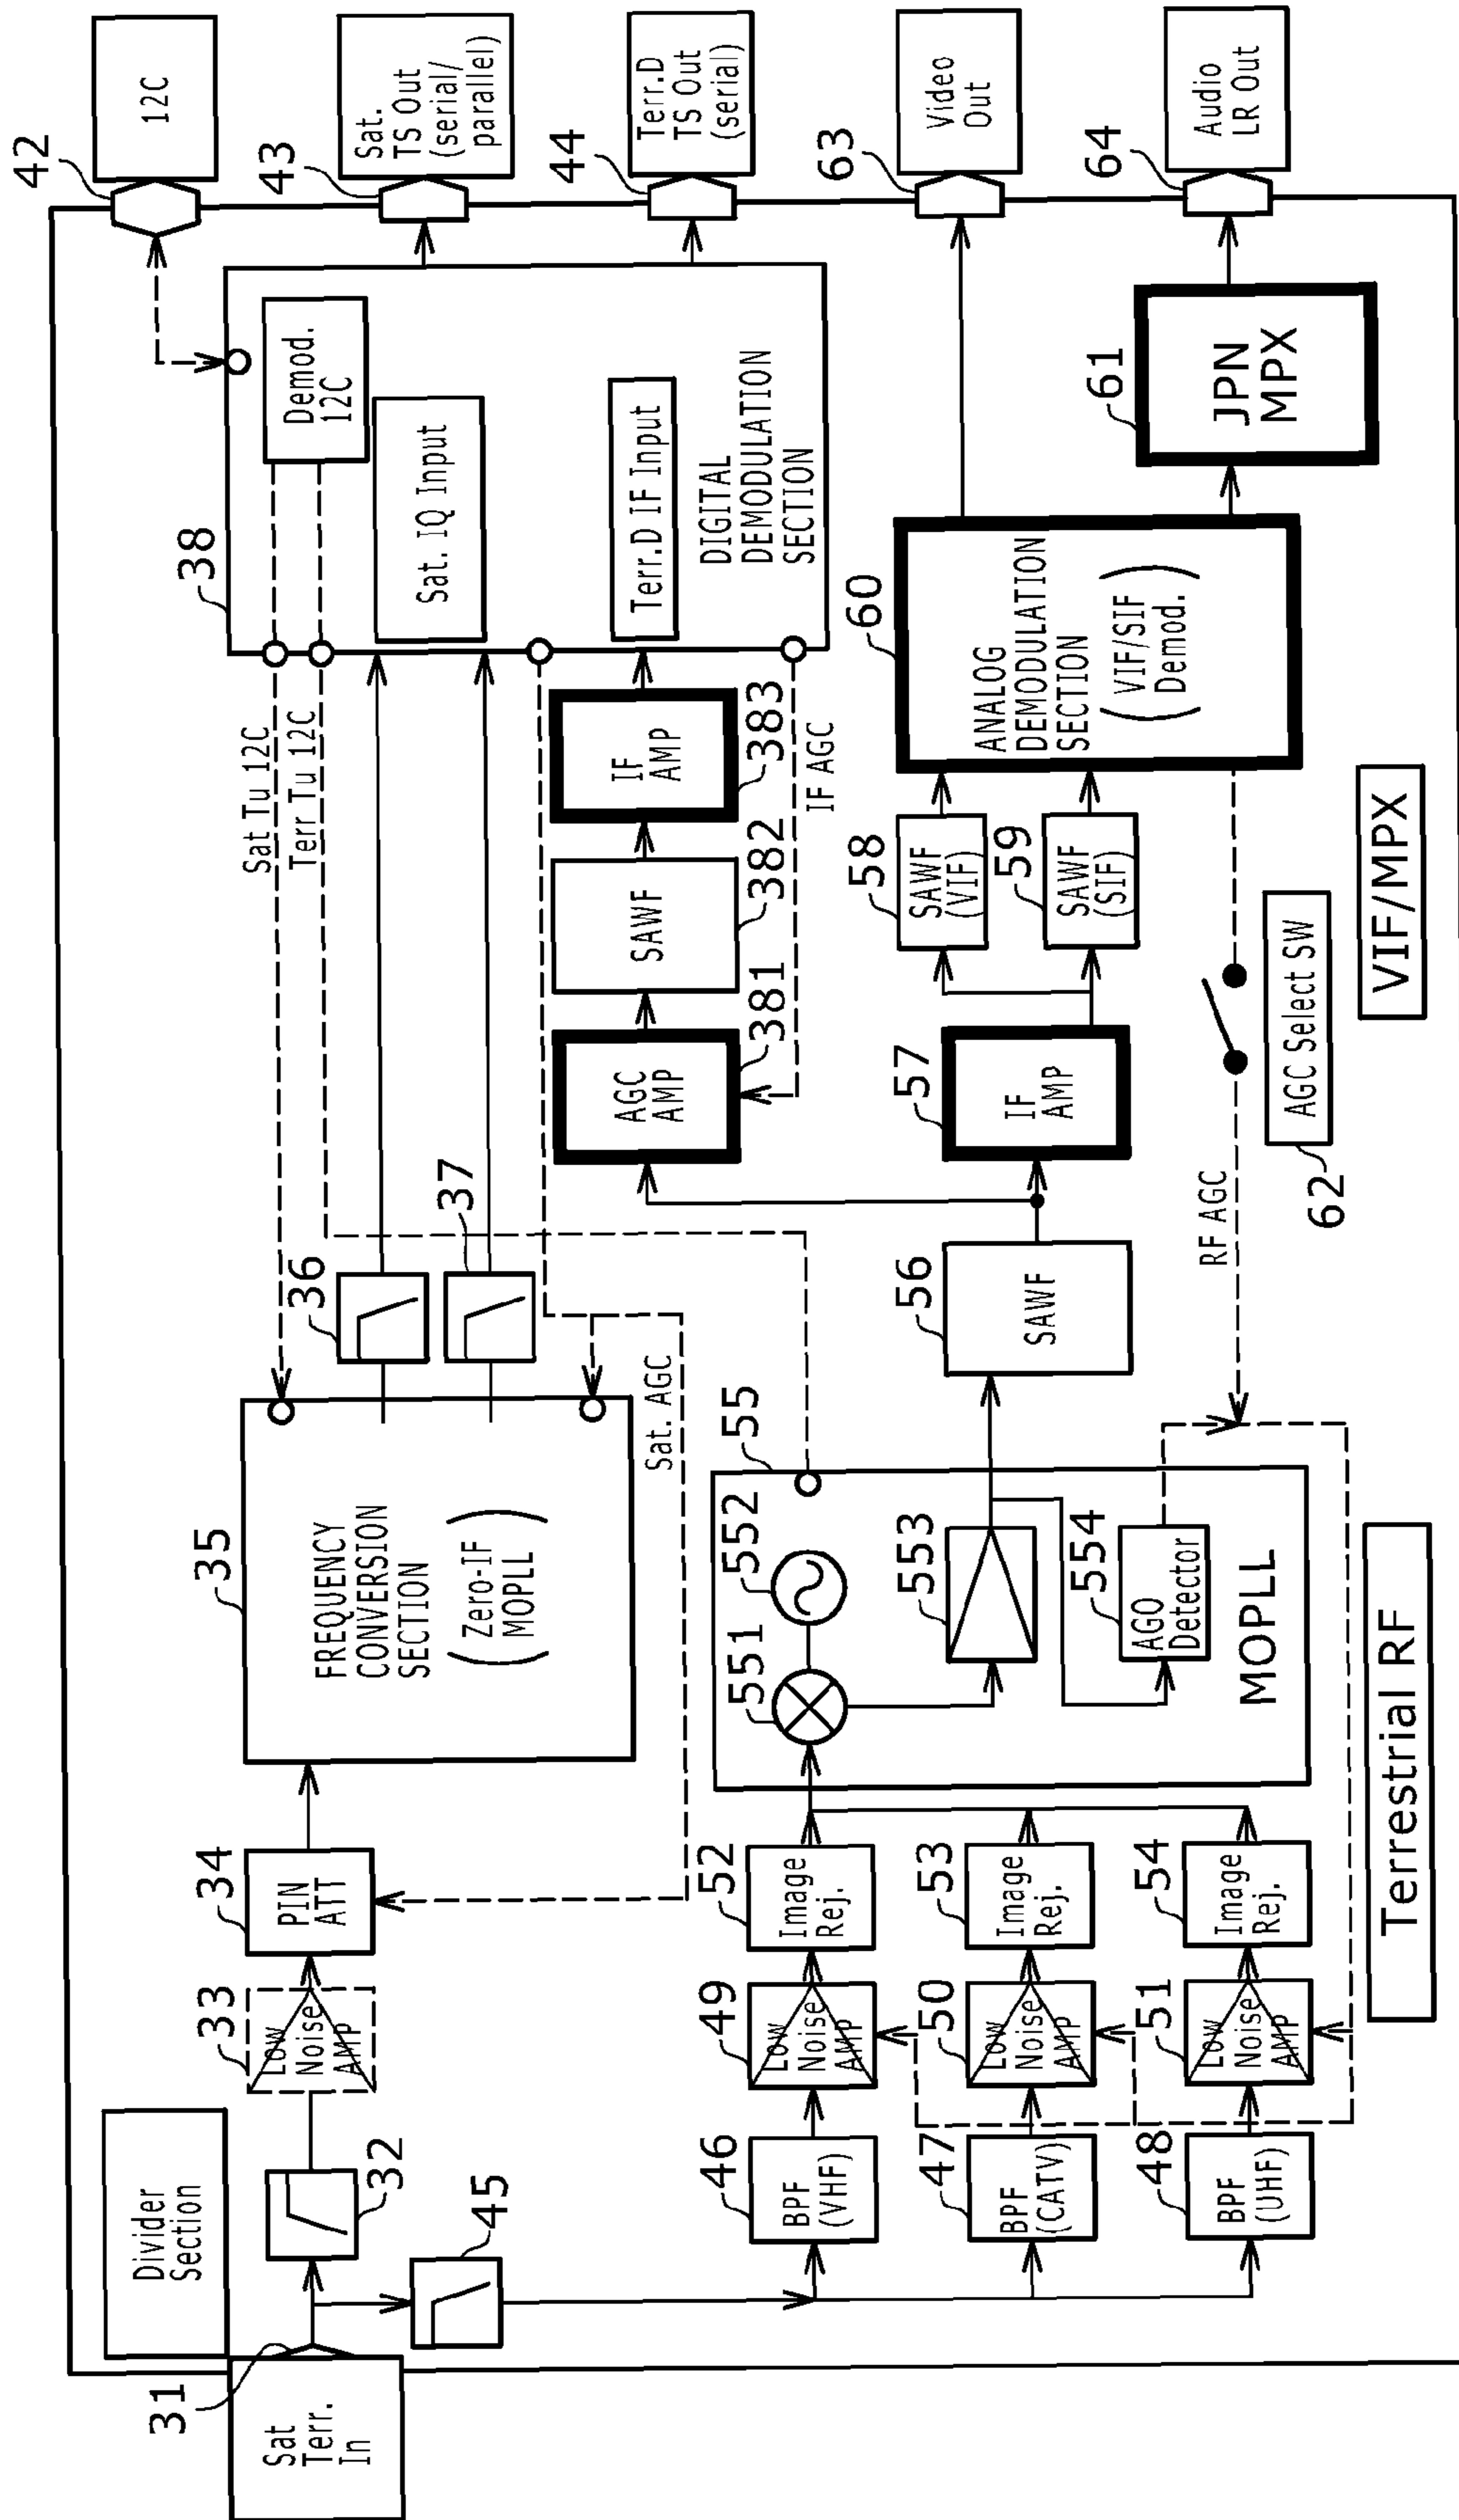 42
12C
43
Sat.
TS Out
(serial/
parallel)
44
Terr.D
TS Out
(serial)
63
Video
Out
64
Audio
LR Out
38
Demod.
12C
Sat. IQ Input
Terr.D IF Input
DIGITAL
DEMODULATION
SECTION
Sat Tu 12C
Terr Tu 12C
IF AGC
383
IF
AMP
382
SAWF
381
AGC
AMP
61
JPN
MPX
60
ANALOG
DEMODULATION
SECTION
(VIF/SIF
Demod.)
58
SAWF
(VIF)
59
SAWF
(SIF)
57
IF
AMP
AGC Select SW
62
VIF/MPX
RF AGC
56
SAWF
36
37
Sat. AGC
35
FREQUENCY
CONVERSION
SECTION
(Zero-IF
MOPLL)
55
552
551
553
554
AGO
Detector
MOPLL
Terrestrial RF
34
PIN
ATT
33
Low
Noise
AMP
52
Image
Rej.
53
Image
Rej.
54
Image
Rej.
49
Low
Noise
AMP
50
Low
Noise
AMP
51
Low
Noise
AMP
46
BPF
(VHF)
47
BPF
(CATV)
48
BPF
(UHF)
32
45
Divider
Section
31
Sat
Terr.
In